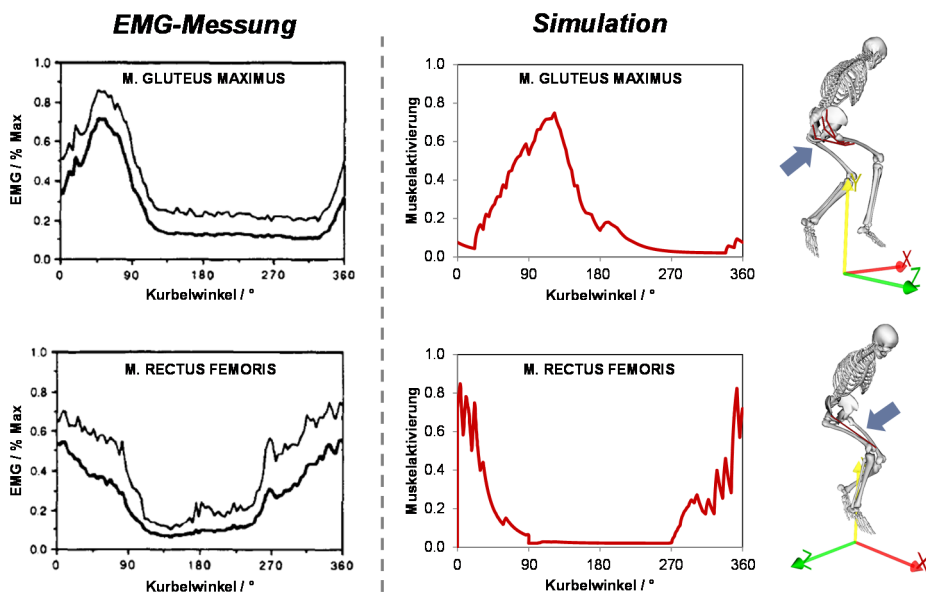 EMG-Messung
Simulation
M. GLUTEUS MAXIMUS
EMG / % Max
1.0
0.8
0.6
0.4
0.2
0.0
0 90 180 270 360
Kurbelwinkel / °
M. GLUTEUS MAXIMUS
Muskelaktivierung
1.0
0.8
0.6
0.4
0.2
0.0
0 90 180 270 360
Kurbelwinkel / °
Y
X
Z
M. RECTUS FEMORIS
EMG / % Max
1.0
0.8
0.6
0.4
0.2
0.0
0 90 180 270 360
Kurbelwinkel / °
M. RECTUS FEMORIS
Muskelaktivierung
1.0
0.8
0.6
0.4
0.2
0.0
0 90 180 270 360
Kurbelwinkel / °
Z
X